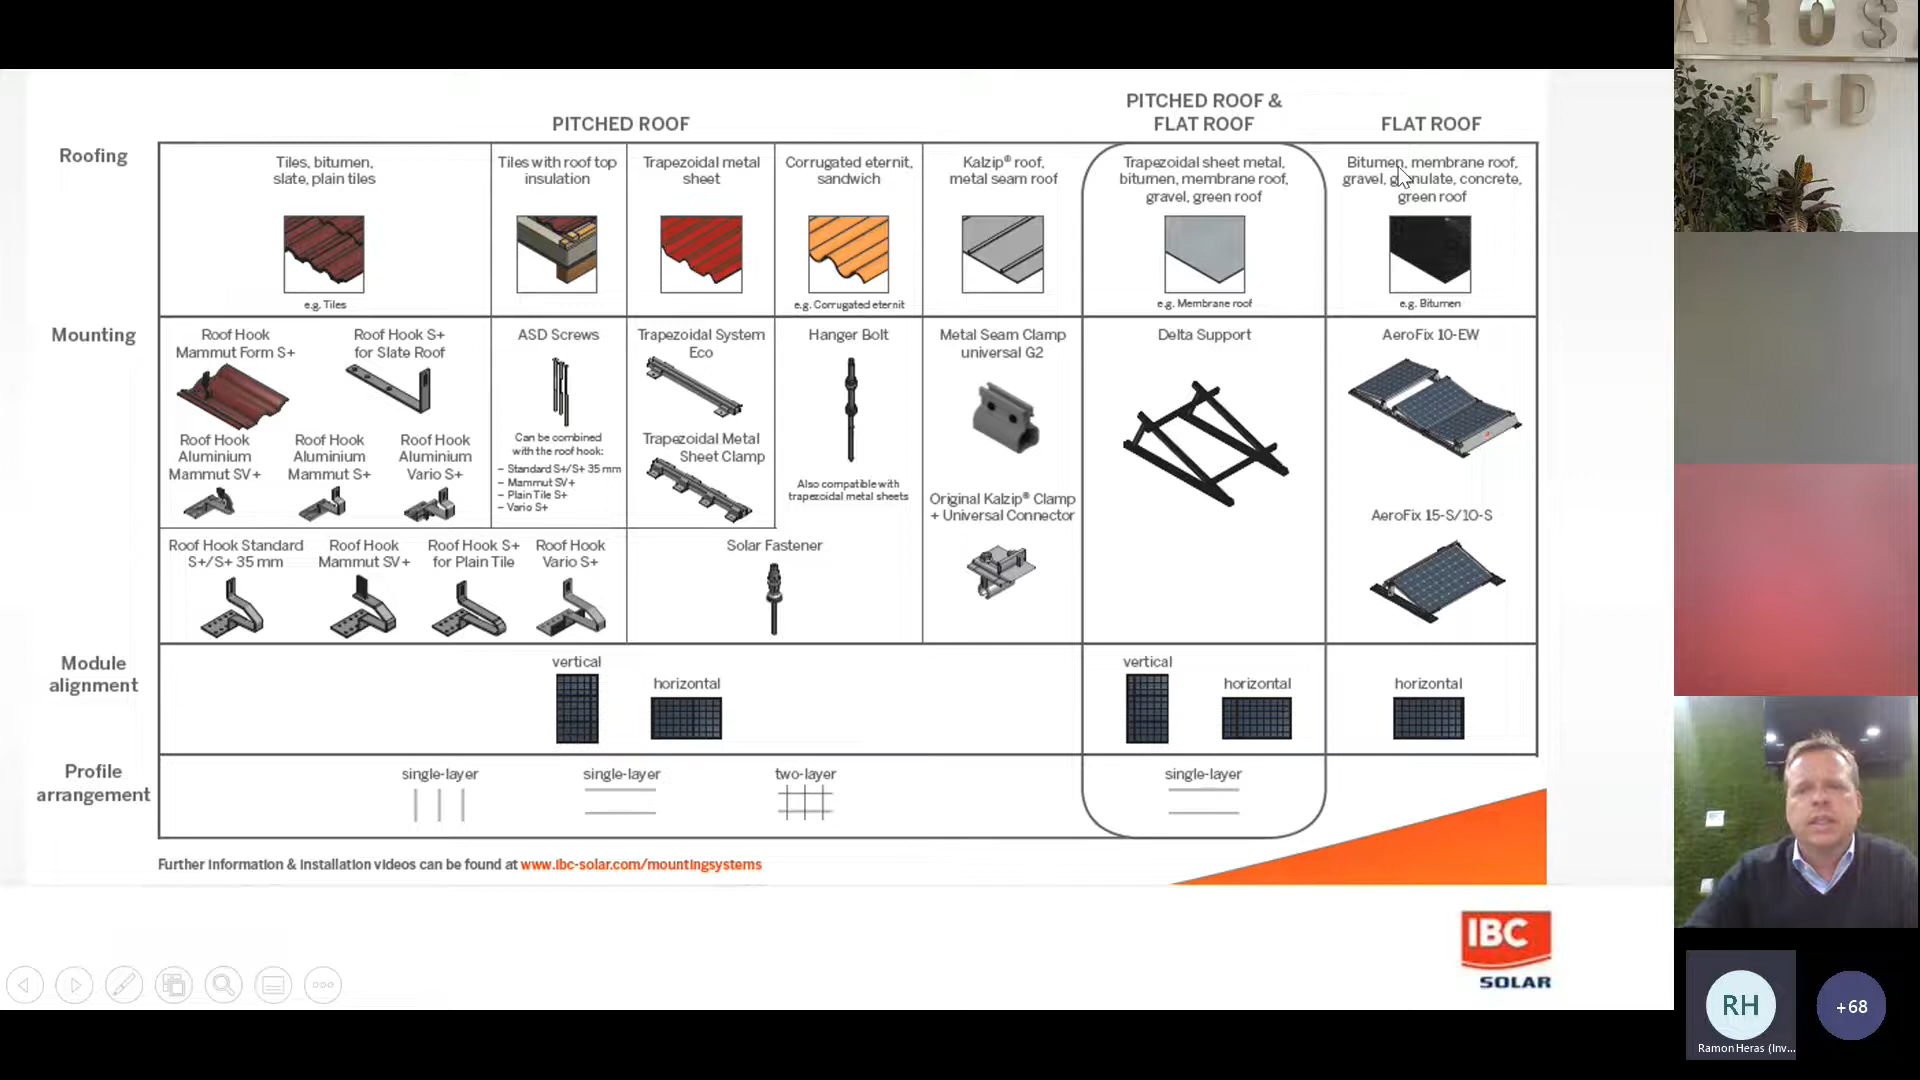 PITCHED ROOF
PITCHED ROOF &
FLAT ROOF
FLAT ROOF
Roofing
Tiles, bitumen,
slate, plain tiles
e.g. Tiles
Tiles with roof top
insulation
Trapezoidal metal
sheet
Corrugated eternit,
sandwich
e.g. Corrugated eternit
Kalzip® roof,
metal seam roof
Trapezoidal sheet metal,
bitumen, membrane roof,
gravel, green roof
e.g. Membrane roof
Bitumen, membrane roof,
gravel, granulate, concrete,
green roof
e.g. Bitumen
Mounting
Roof Hook
Mammut Form S+
Roof Hook S+
for Slate Roof
Roof Hook
Aluminium
Mammut SV+
Roof Hook
Aluminium
Mammut S+
Roof Hook
Aluminium
Vario S+
ASD Screws
Can be combined
with the roof hook:
– Standard S+/S+ 35 mm
– Mammut SV+
– Plain Tile S+
– Vario S+
Trapezoidal System
Eco
Trapezoidal Metal
Sheet Clamp
Hanger Bolt
Also compatible with
trapezoidal metal sheets
Metal Seam Clamp
universal G2
Original Kalzip® Clamp
+ Universal Connector
Delta Support
AeroFix 10-EW
AeroFix 15-S/10-S
Roof Hook Standard
S+/S+ 35 mm
Roof Hook
Mammut SV+
Roof Hook S+
for Plain Tile
Roof Hook
Vario S+
Solar Fastener
Module
alignment
vertical
horizontal
vertical
horizontal
horizontal
Profile
arrangement
single-layer
single-layer
two-layer
single-layer
Further information & installation videos can be found at www.ibc-solar.com/mountingsystems
IBC
SOLAR
AROS
I+D
RH
Ramon Heras (Inv...
+68